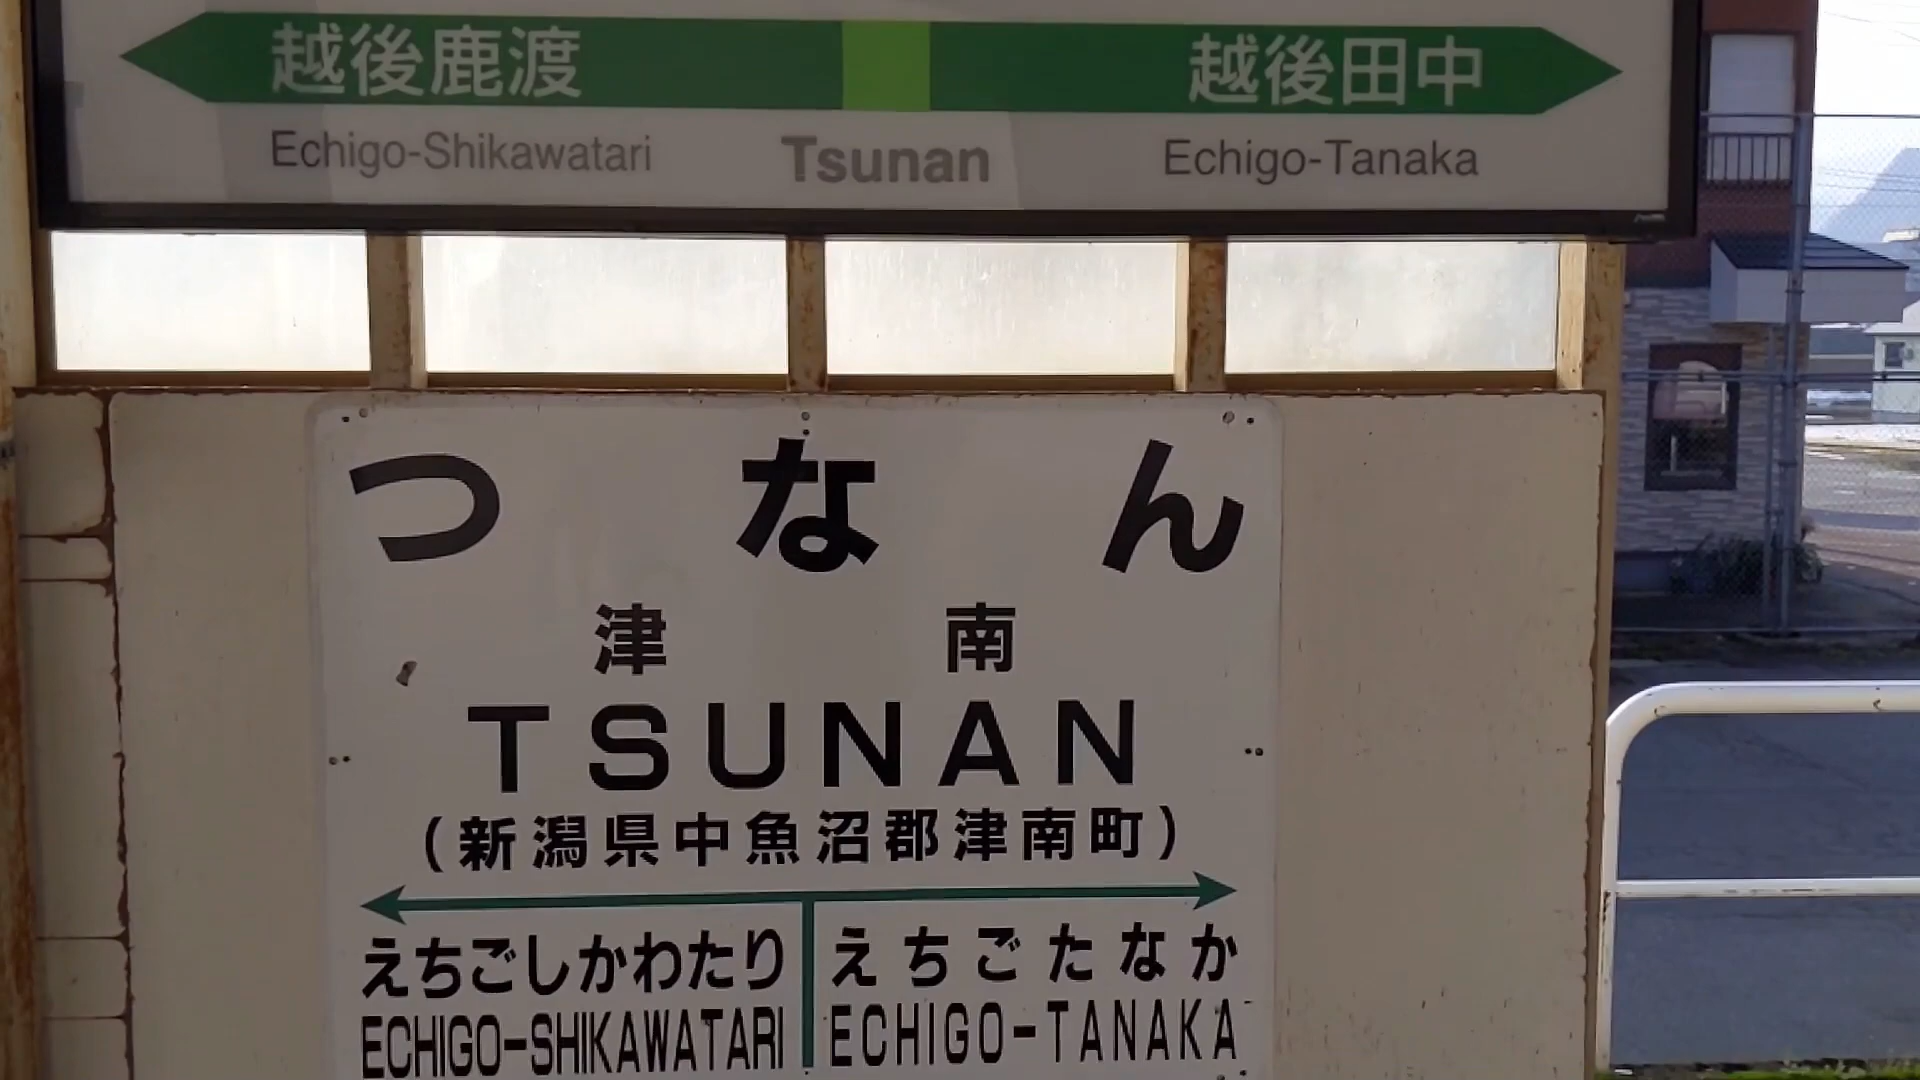 越後鹿渡 越後田中
Echigo-Shikawatari Tsunan Echigo-Tanaka
つなん
津南
TSUNAN
(新潟県中魚沼郡津南町)
えちごしかわたり えちごたなか
ECHIGO-SHIKAWATARI ECHIGO-TANAKA